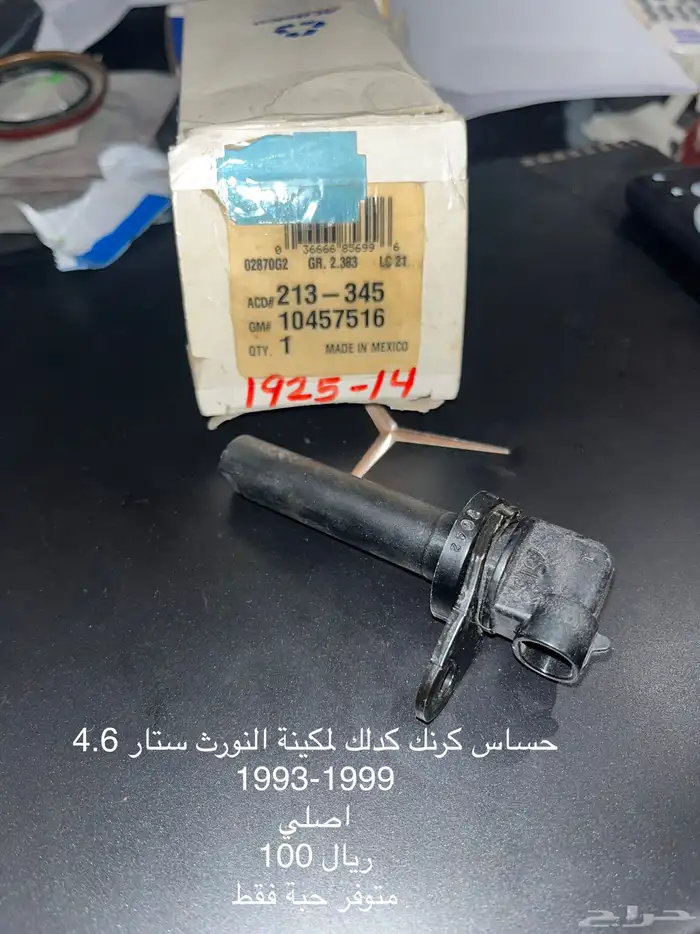 ACDelco
0 36666 85699 6
02870G2 GR. 2.383 LC 21
ACD# 213-345
GM# 10457516
QTY. 1 MADE IN MEXICO
1925-14
حساس كرنك كدلك لمكينة النورث ستار 4.6
1993-1999
اصلي
100 ريال
متوفر حبة فقط
حراج